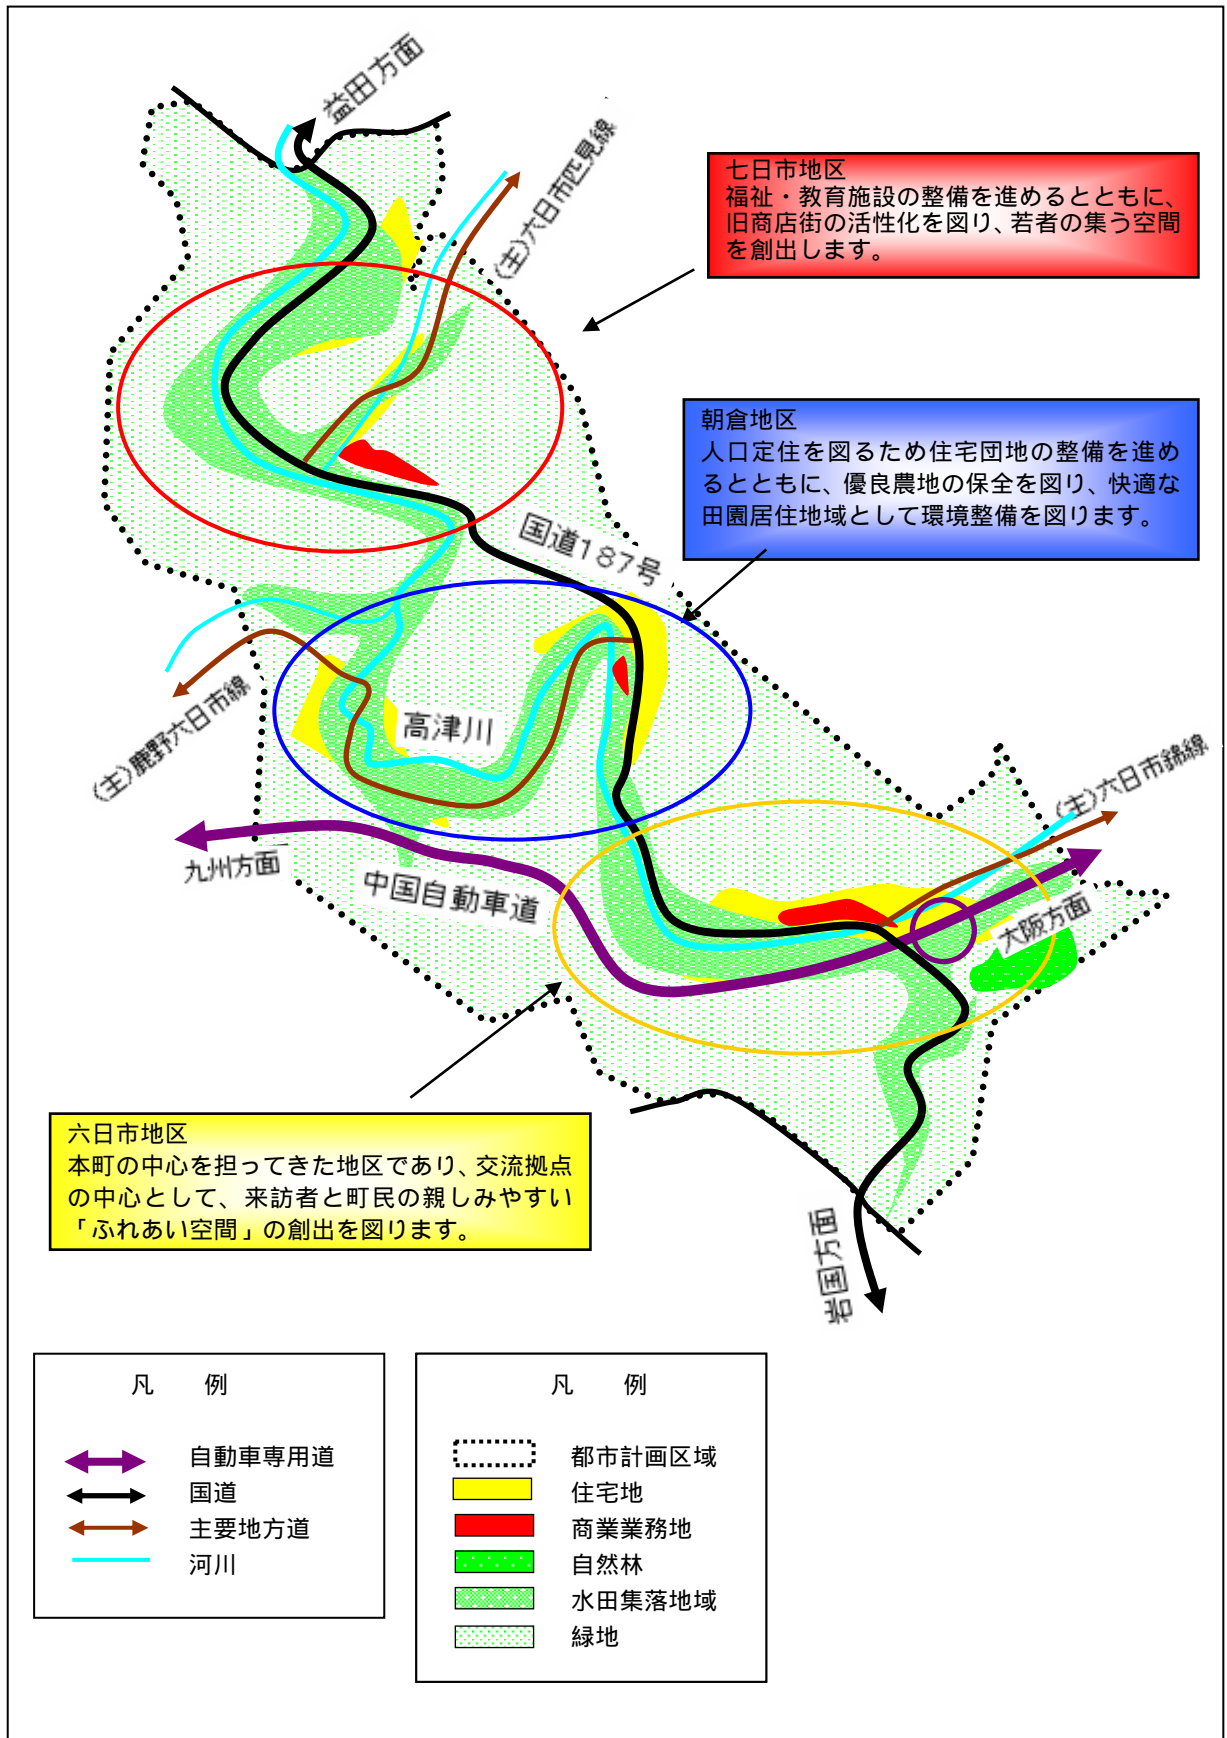 益田方面
(主)六日市匹見線
七日市地区
福祉・教育施設の整備を進めるとともに、
旧商店街の活性化を図り、若者の集う空間
を創出します。
朝倉地区
人口定住を図るため住宅団地の整備を進め
るとともに、優良農地の保全を図り、快適な
田園居住地域として環境整備を図ります。
国道187号
(主)鹿野六日市線
高津川
(主)六日市錦線
九州方面
中国自動車道
大阪方面
六日市地区
本町の中心を担ってきた地区であり、交流拠点
の中心として、来訪者と町民の親しみやすい
「ふれあい空間」の創出を図ります。
岩国方面
凡 例
自動車専用道
国道
主要地方道
河川
凡 例
都市計画区域
住宅地
商業業務地
自然林
水田集落地域
緑地